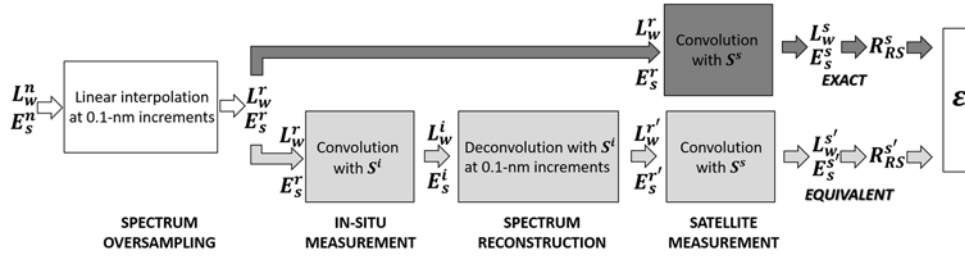 L_w^n
E_s^n
Linear interpolation
at 0.1-nm increments
L_w^r
E_s^r
L_w^r
E_s^r
Convolution
with S^s
L_w^s
E_s^s
R_RS^s
EXACT
ε
L_w^r
E_s^r
Convolution
with S^i
L_w^i
E_s^i
Deconvolution with S^i
at 0.1-nm increments
L_w^r'
E_s^r'
Convolution
with S^s
L_w^s'
E_s^s'
R_RS^s'
EQUIVALENT
SPECTRUM
OVERSAMPLING
IN-SITU
MEASUREMENT
SPECTRUM
RECONSTRUCTION
SATELLITE
MEASUREMENT